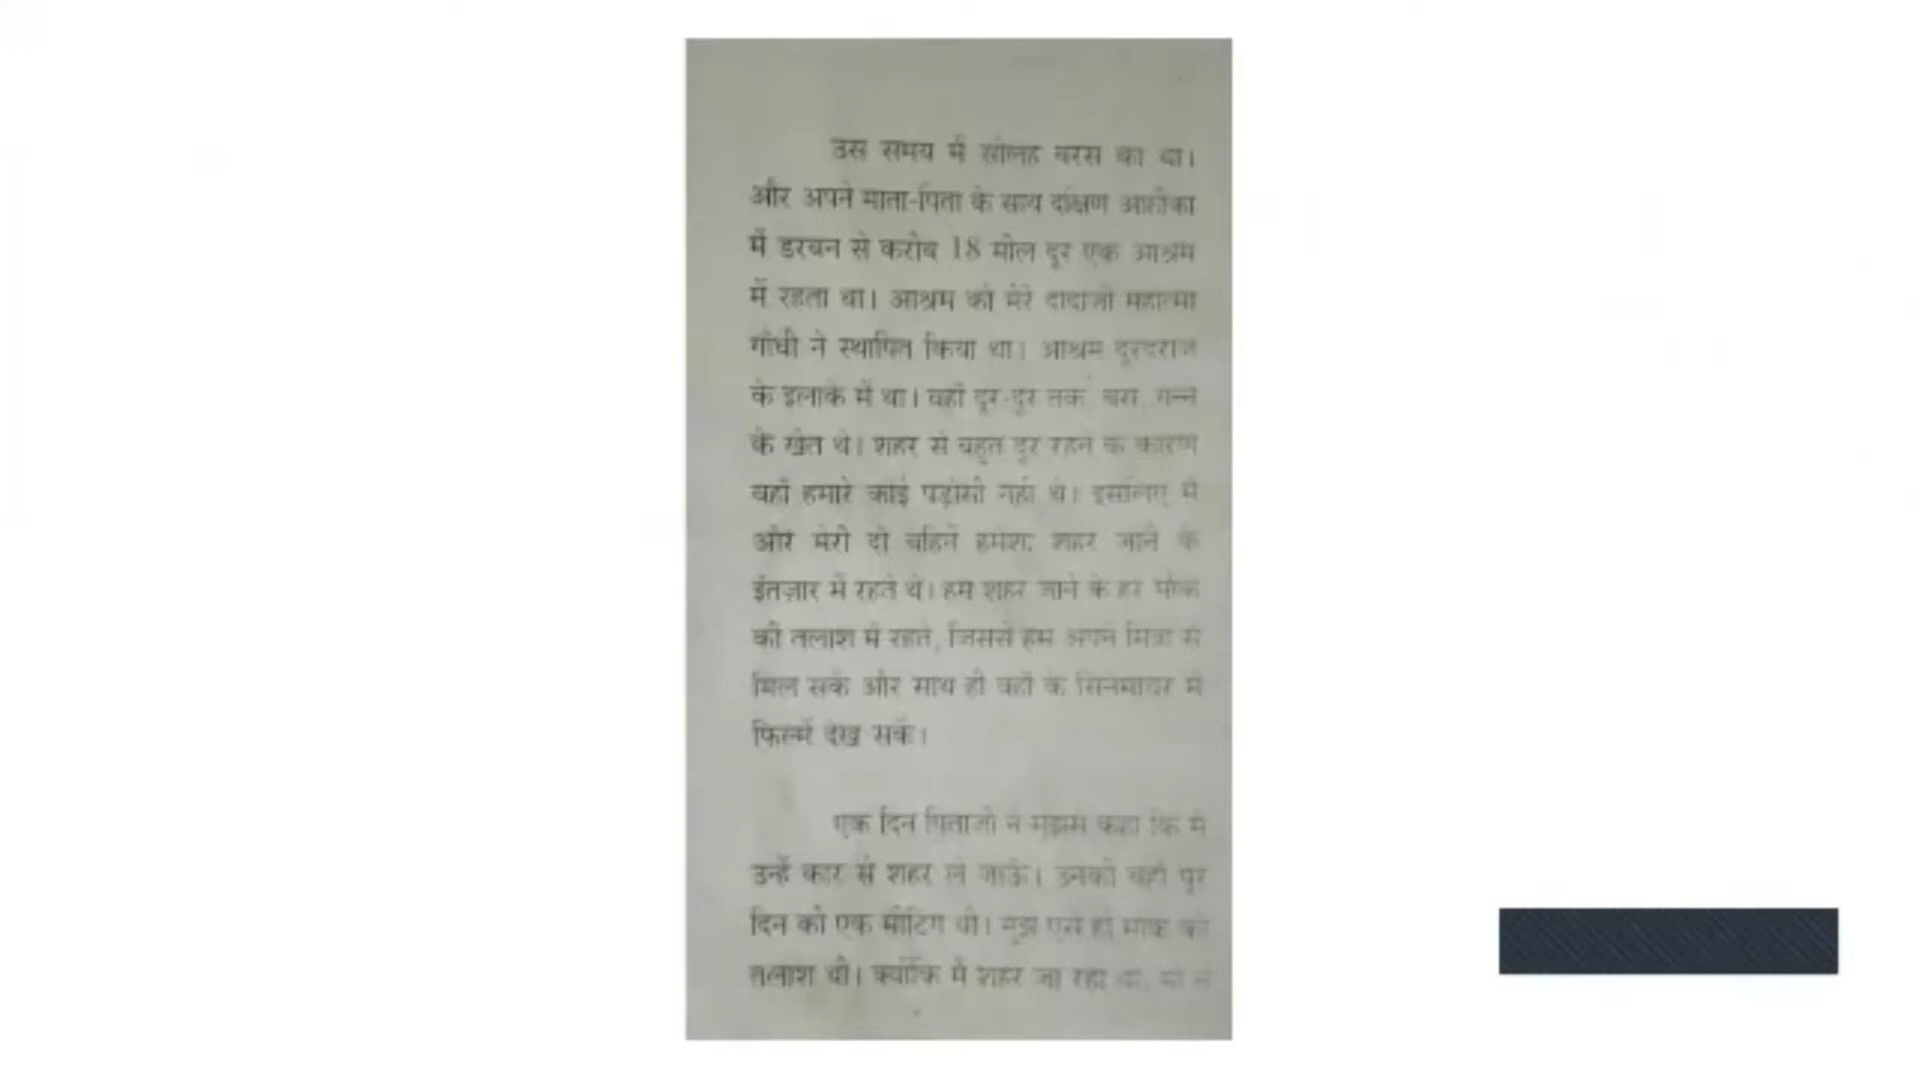 उस समय मैं सोलह बरस का था।
और अपने माता-पिता के साथ दक्षिण अफ्रीका
में डरबन से करीब 18 मील दूर एक आश्रम
में रहता था। आश्रम को मेरे दादाजी महात्मा
गाँधी ने स्थापित किया था। आश्रम दूरदराज
के इलाके में था। वहाँ दूर-दूर तक बस, गन्ने
के खेत थे। शहर से बहुत दूर रहने के कारण
वहाँ हमारे कोई पड़ोसी नहीं थे। इसलिए मैं
और मेरी दो बहिनें हमेशा शहर जाने के
इंतज़ार में रहते थे। हम शहर जाने के हर मौके
की तलाश में रहते, जिससे हम अपने मित्रों से
मिल सकें और साथ ही वहाँ के सिनेमाघर में
फिल्में देख सकें।
एक दिन पिताजी ने मुझसे कहा कि मैं
उन्हें कार से शहर ले जाऊँ। उनकी वहाँ पूरे
दिन की एक मीटिंग थी। मुझे ऐसे ही मौके की
तलाश थी। क्योंकि मैं शहर जा रहा था, माँ ने